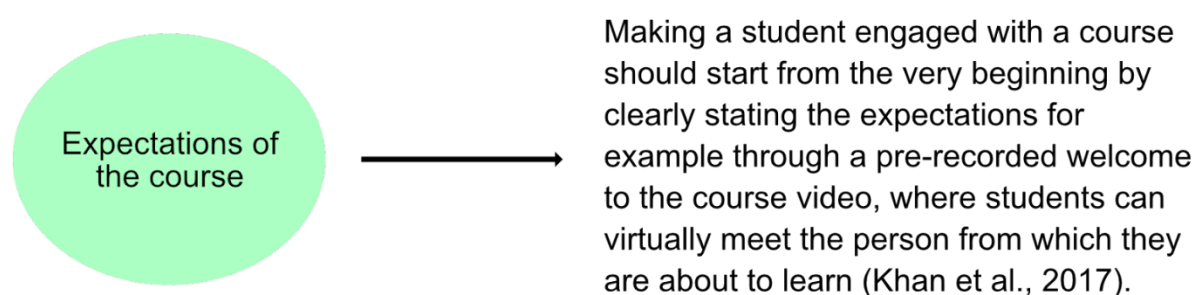 Expectations of
the course
Making a student engaged with a course
should start from the very beginning by
clearly stating the expectations for
example through a pre-recorded welcome
to the course video, where students can
virtually meet the person from which they
are about to learn (Khan et al., 2017).